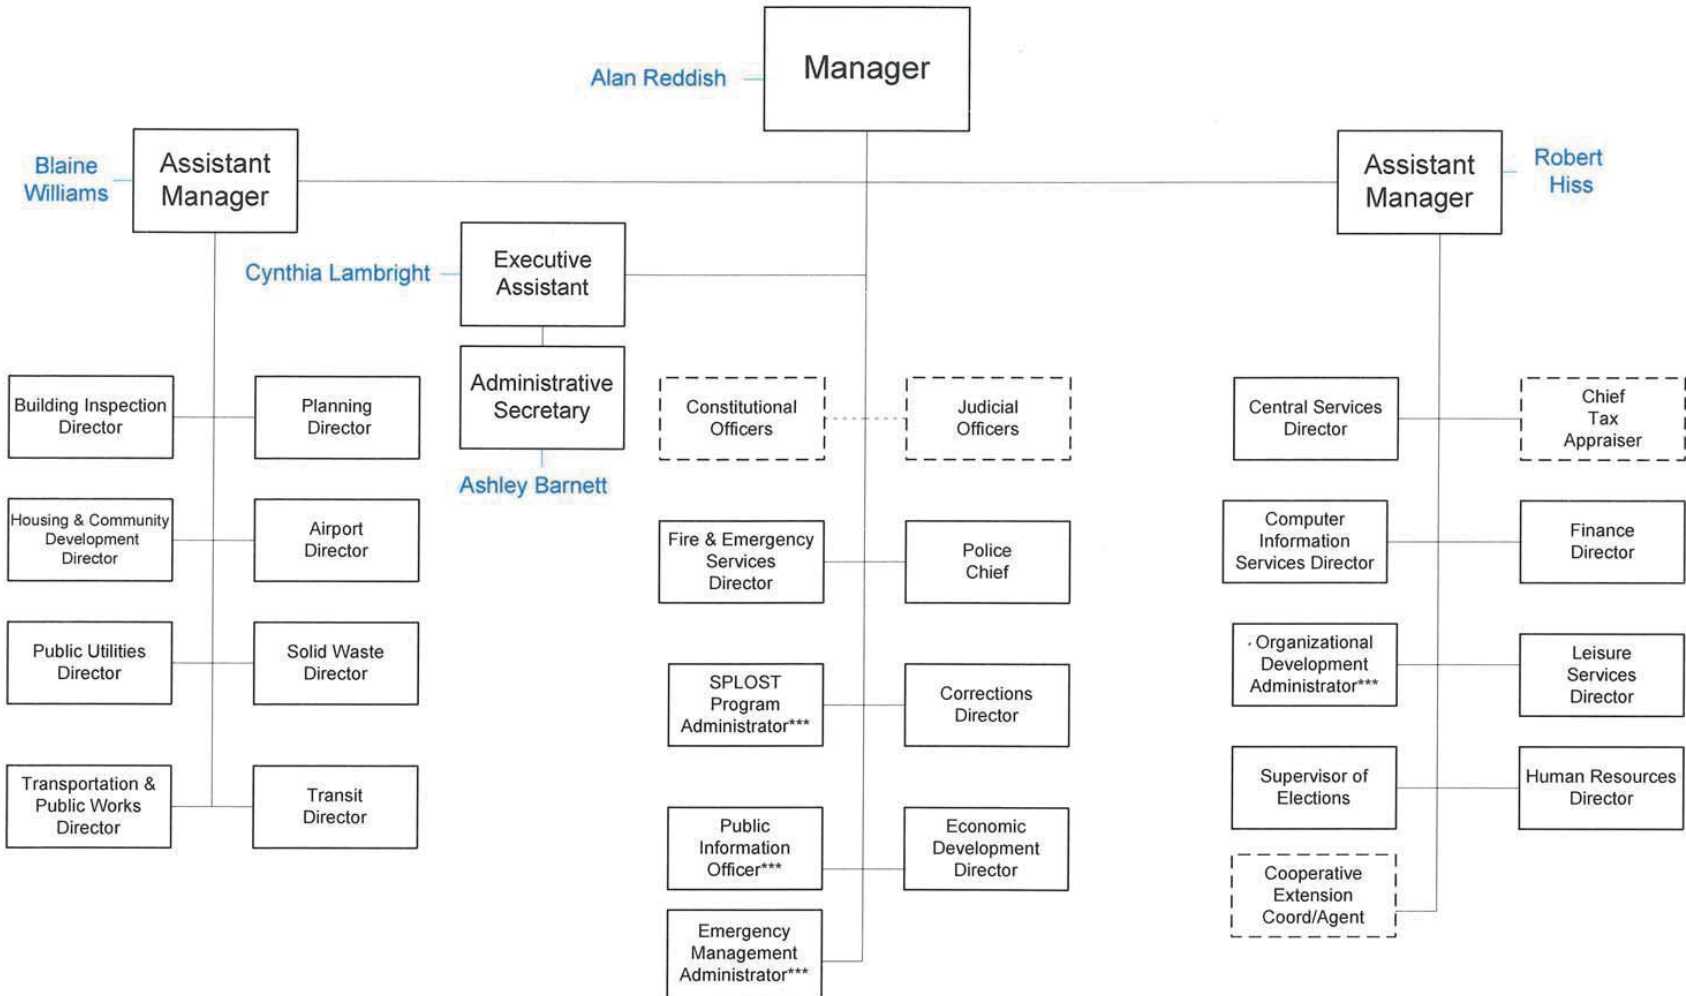 Manager
Alan Reddish
Blaine
Williams
Assistant
Manager
Assistant
Manager
Robert
Hiss
Cynthia Lambright
Executive
Assistant
Administrative
Secretary
Ashley Barnett
Building Inspection
Director
Planning
Director
Housing & Community
Development
Director
Airport
Director
Public Utilities
Director
Solid Waste
Director
Transportation &
Public Works
Director
Transit
Director
Constitutional
Officers
Judicial
Officers
Fire & Emergency
Services
Director
Police
Chief
SPLOST
Program
Administrator***
Corrections
Director
Public
Information
Officer***
Economic
Development
Director
Emergency
Management
Administrator***
Central Services
Director
Chief
Tax
Appraiser
Computer
Information
Services Director
Finance
Director
Organizational
Development
Administrator***
Leisure
Services
Director
Supervisor of
Elections
Human Resources
Director
Cooperative
Extension
Coord/Agent